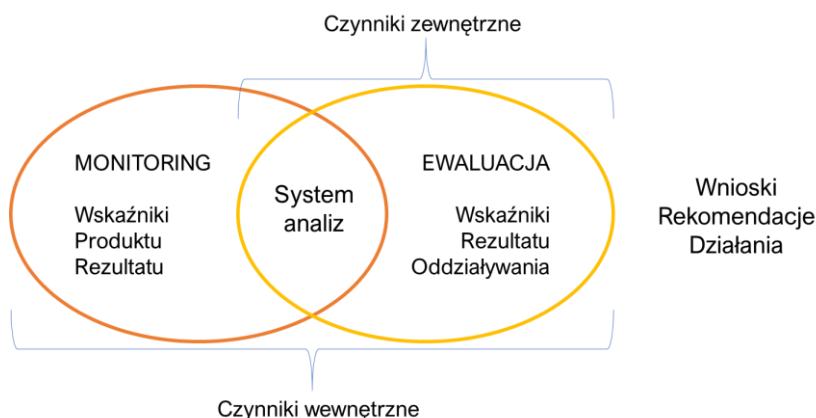 Czynniki zewnętrzne
MONITORING
Wskaźniki
Produktu
Rezultatu
System
analiz
EWALUACJA
Wskaźniki
Rezultatu
Oddziaływania
Wnioski
Rekomendacje
Działania
Czynniki wewnętrzne